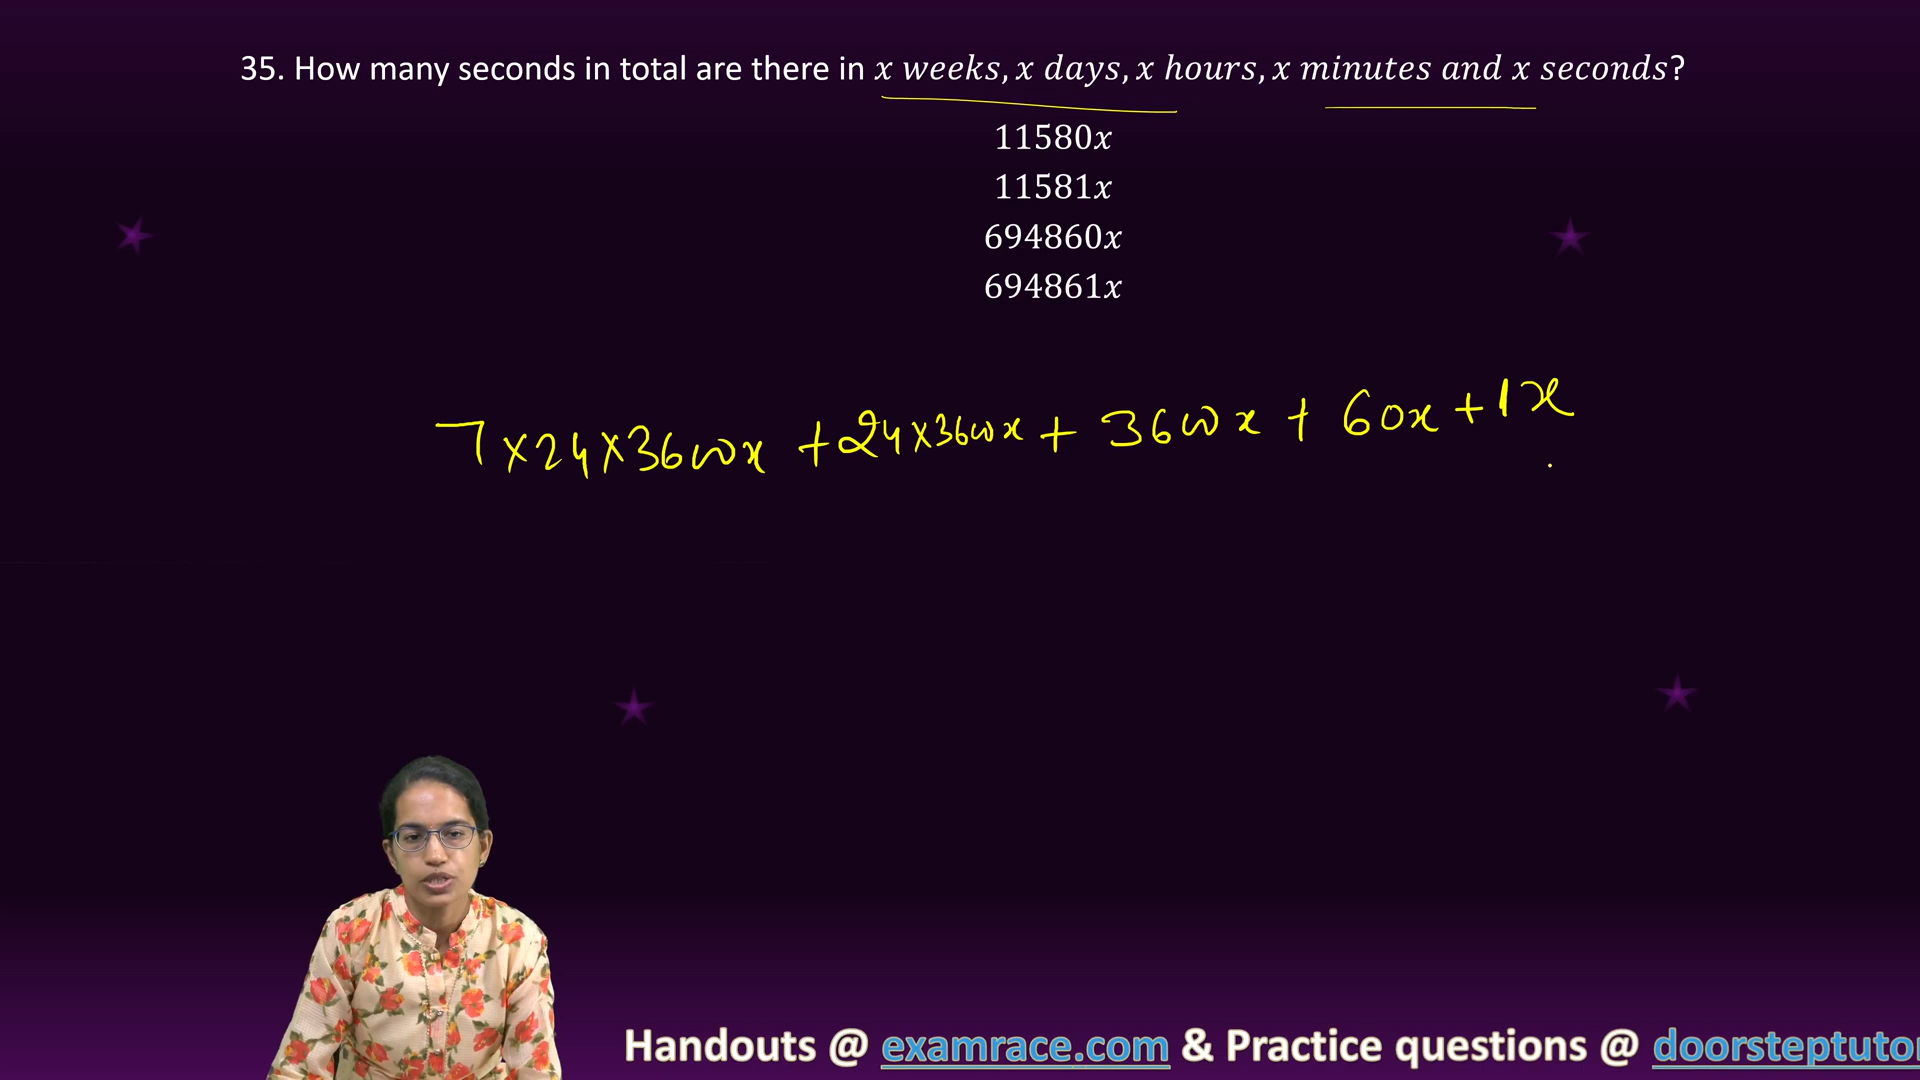 35. How many seconds in total are there in x weeks, x days, x hours, x minutes and x seconds?
11580x
11581x
694860x
694861x
7 x 24 x 3600x + 24 x 3600x + 3600x + 60x + 1x
Handouts @ examrace.com & Practice questions @ doorsteptuto